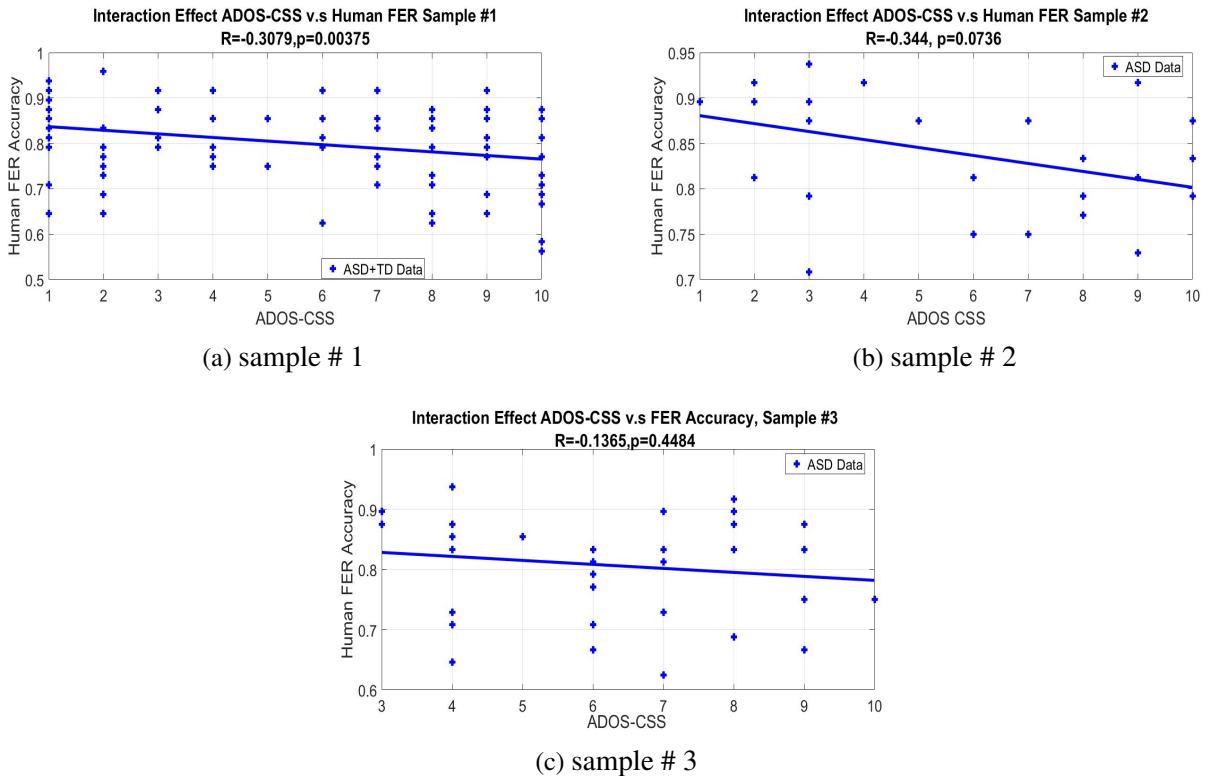 Interaction Effect ADOS-CSS v.s Human FER Sample #1
R=-0.3079,p=0.00375
Human FER Accuracy
1
0.9
0.8
0.7
0.6
0.5
ASD+TD Data
1 2 3 4 5 6 7 8 9 10
ADOS-CSS
(a) sample # 1
Interaction Effect ADOS-CSS v.s Human FER Sample #2
R=-0.344, p=0.0736
Human FER Accuracy
0.95
0.9
0.85
0.8
0.75
0.7
ASD Data
1 2 3 4 5 6 7 8 9 10
ADOS CSS
(b) sample # 2
Interaction Effect ADOS-CSS v.s FER Accuracy, Sample #3
R=-0.1365,p=0.4484
Human FER Accuracy
1
0.9
0.8
0.7
0.6
ASD Data
3 4 5 6 7 8 9 10
ADOS-CSS
(c) sample # 3